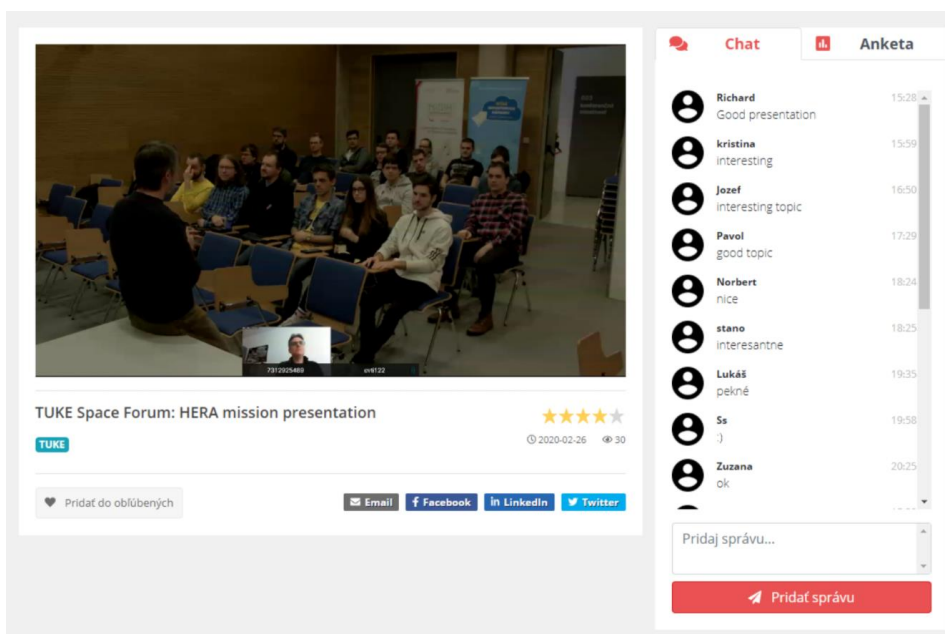 Chat
Anketa
Richard 15:28
Good presentation
kristina 15:59
interesting
Jozef 16:50
interesting topic
Pavol 17:29
good topic
Norbert 18:24
nice
stano 18:25
interesantne
Lukáš 19:35
pekné
Ss 19:58
:)
Zuzana 20:25
ok
7312925469
TUKE Space Forum: HERA mission presentation
TUKE
2020-02-26 30
Pridať do obľúbených
Email
Facebook
LinkedIn
Twitter
Pridaj správu...
Pridať správu